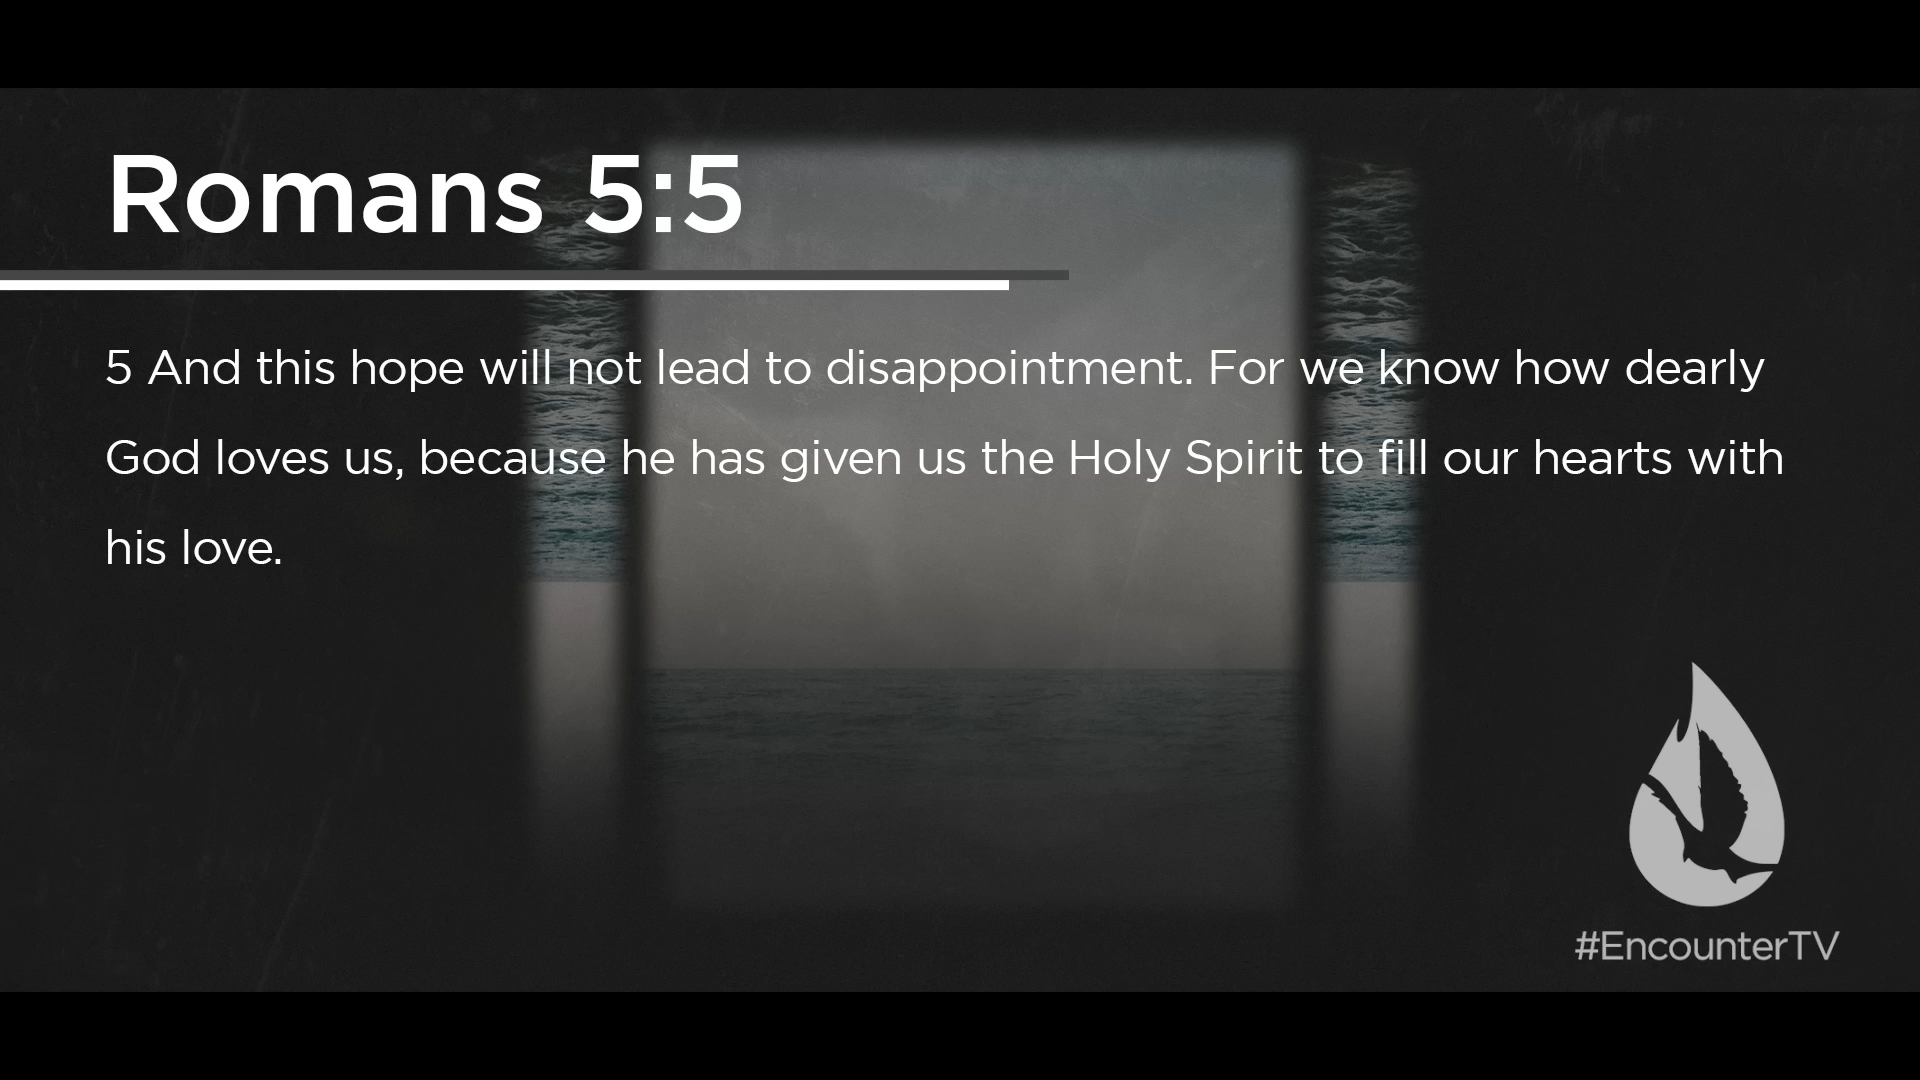 Romans 5:5
5 And this hope will not lead to disappointment. For we know how dearly
God loves us, because he has given us the Holy Spirit to fill our hearts with
his love.
#EncounterTV